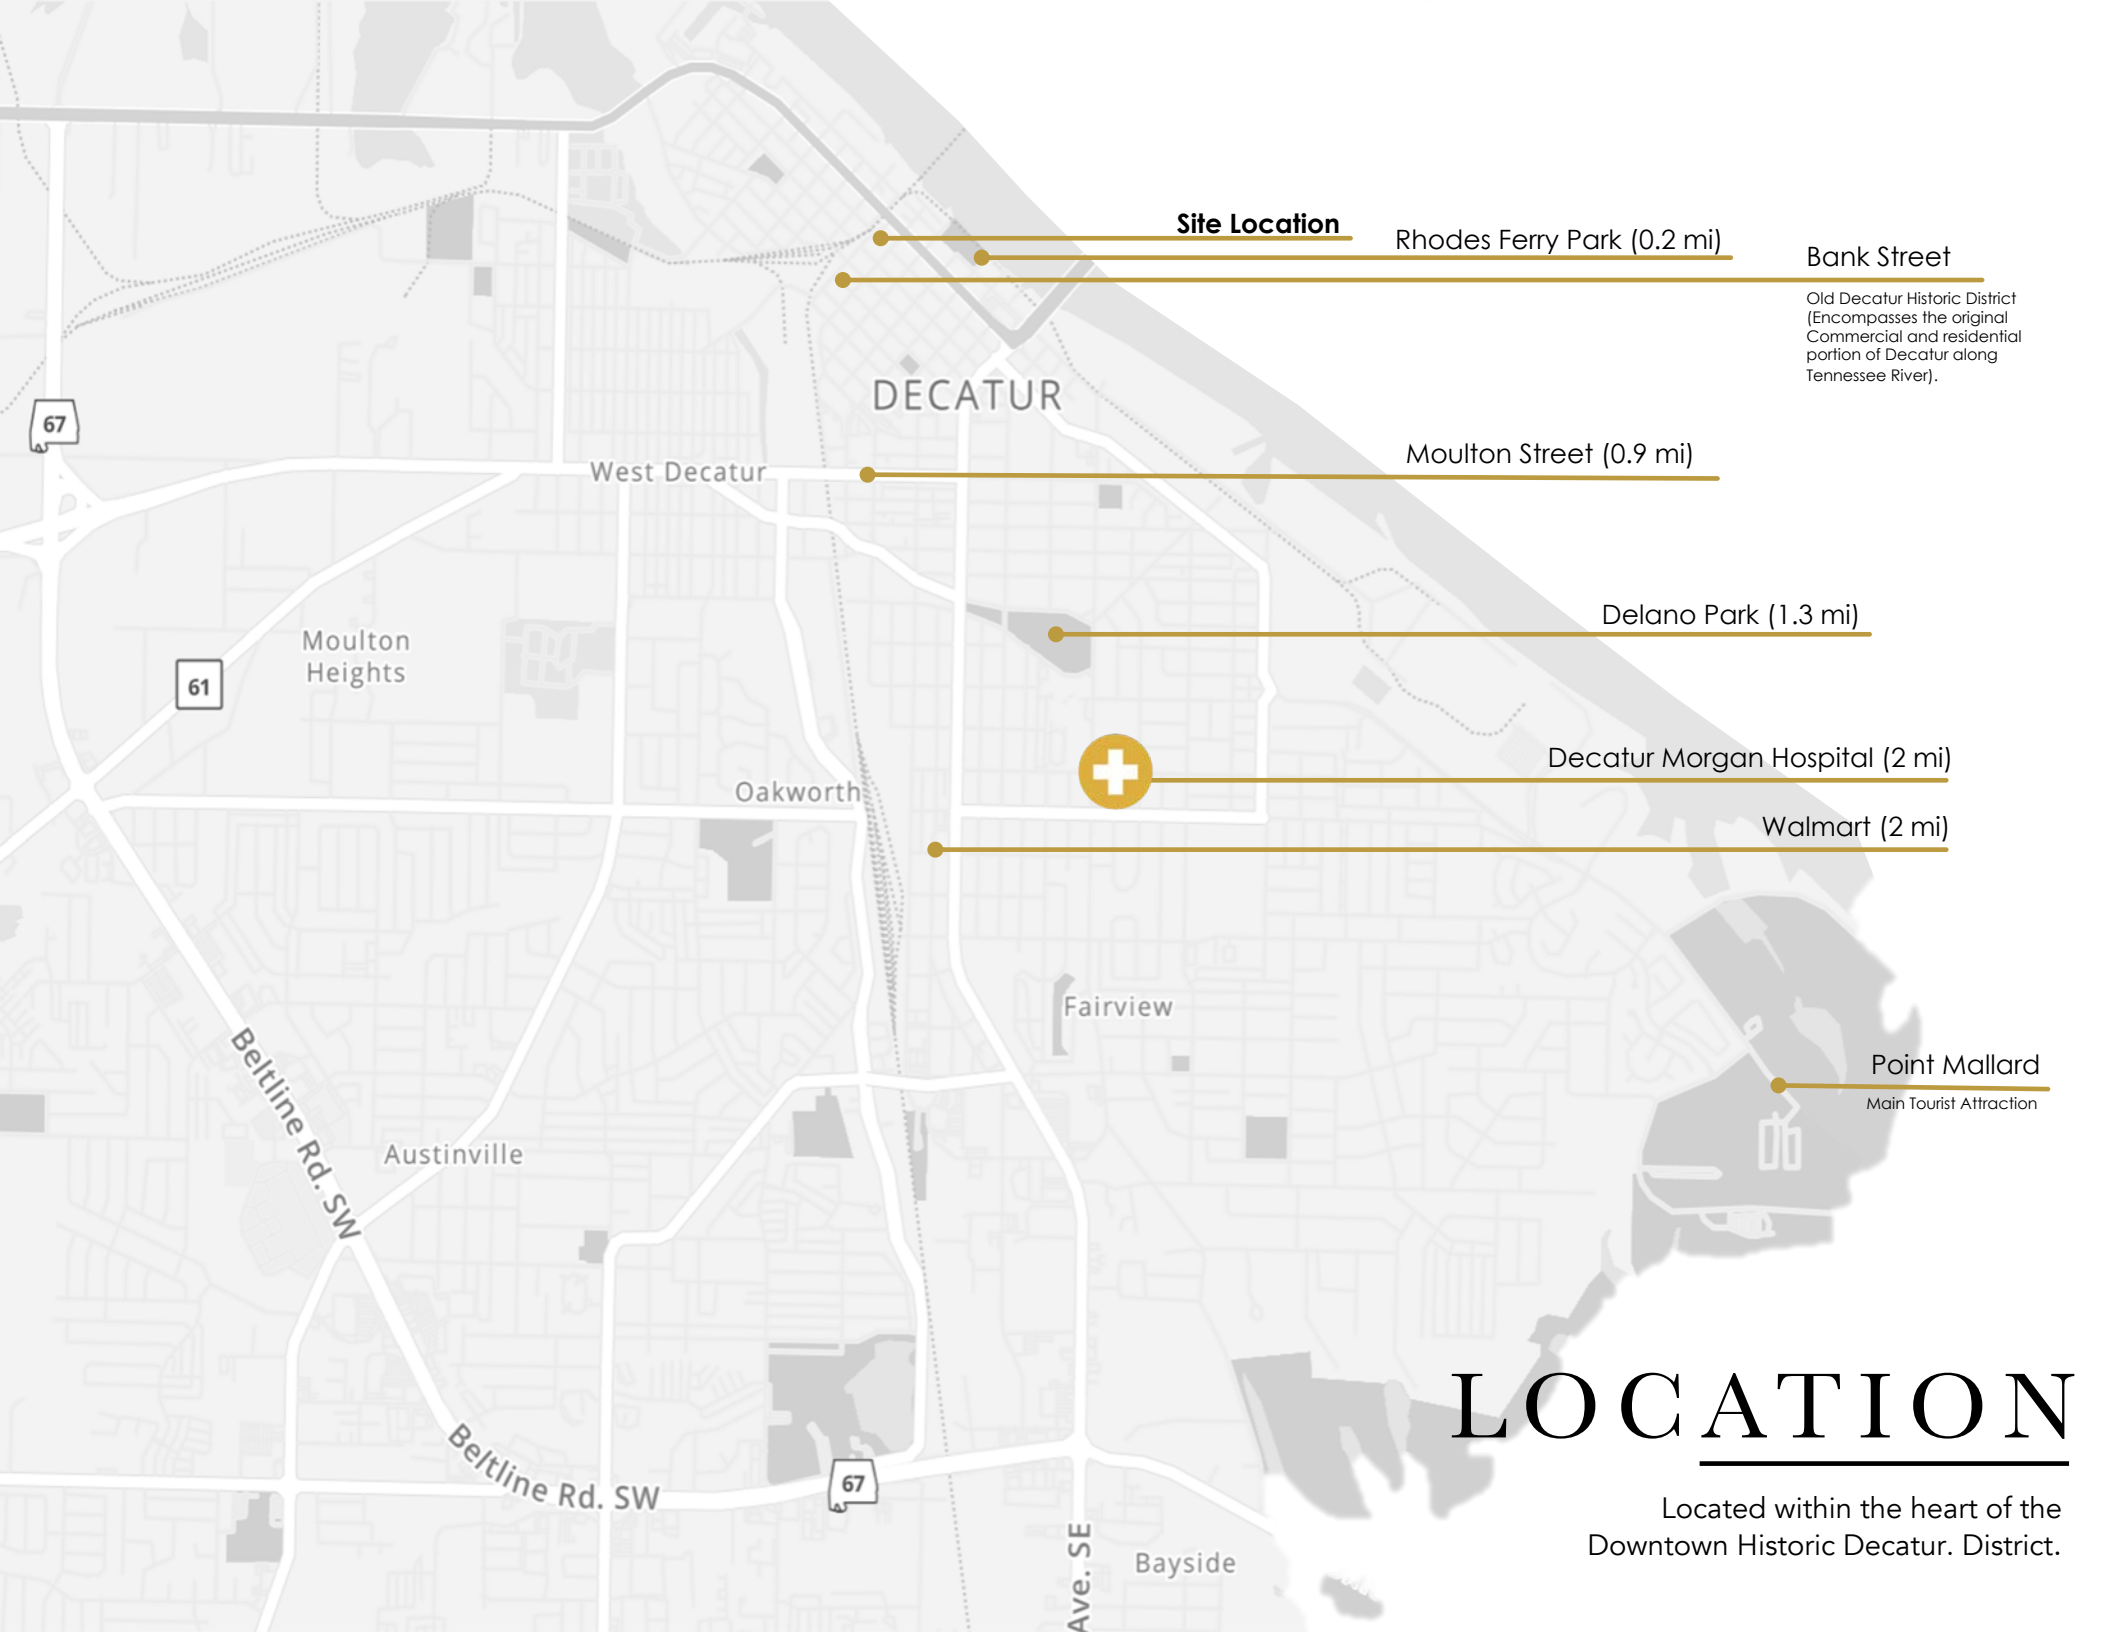 Site Location
Rhodes Ferry Park (0.2 mi)
Bank Street
Old Decatur Historic District
(Encompasses the original
Commercial and residential
portion of Decatur along
Tennessee River).
DECATUR
67
Moulton Street (0.9 mi)
West Decatur
Delano Park (1.3 mi)
Moulton
Heights
61
Decatur Morgan Hospital (2 mi)
Oakworth
Walmart (2 mi)
Fairview
Point Mallard
Main Tourist Attraction
Beltline Rd. SW
Austinville
LOCATION
Beltline Rd. SW
67
Located within the heart of the
Downtown Historic Decatur. District.
Ave. SE
Bayside